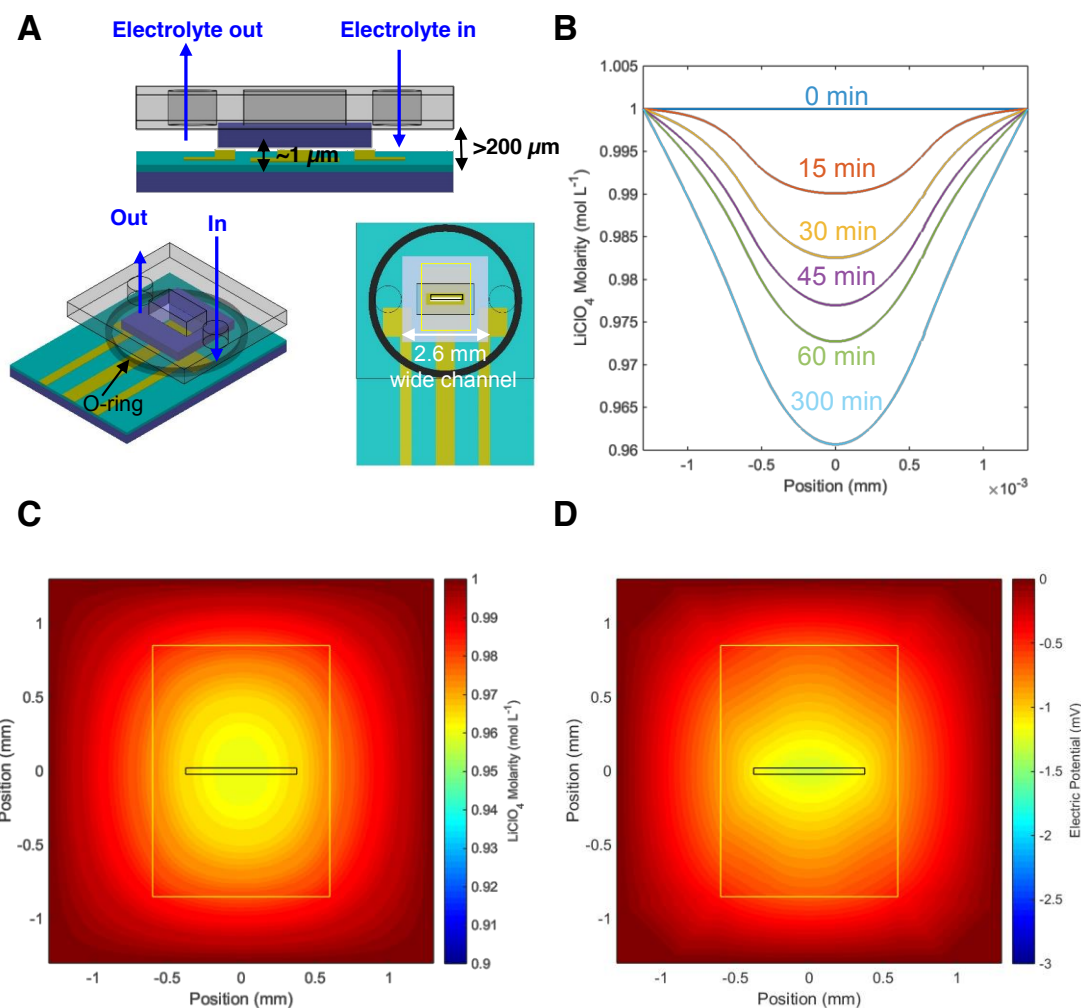 A
Electrolyte out
Electrolyte in
~1 µm
>200 µm
Out
In
O-ring
2.6 mm
wide channel
B
1.005
1
0.995
0.99
0.985
0.98
0.975
0.97
0.965
0.96
LiClO4 Molarity (mol L⁻¹)
0 min
15 min
30 min
45 min
60 min
300 min
-1
-0.5
0
0.5
1
×10⁻³
Position (mm)
C
1
0.5
0
-0.5
-1
Position (mm)
-1
-0.5
0
0.5
1
Position (mm)
1
0.99
0.98
0.97
0.96
0.95
0.94
0.93
0.92
0.91
0.9
LiClO4 Molarity (mol L⁻¹)
D
1
0.5
0
-0.5
-1
Position (mm)
-1
-0.5
0
0.5
1
Position (mm)
0
-0.5
-1
-1.5
-2
-2.5
-3
Electric Potential (mV)